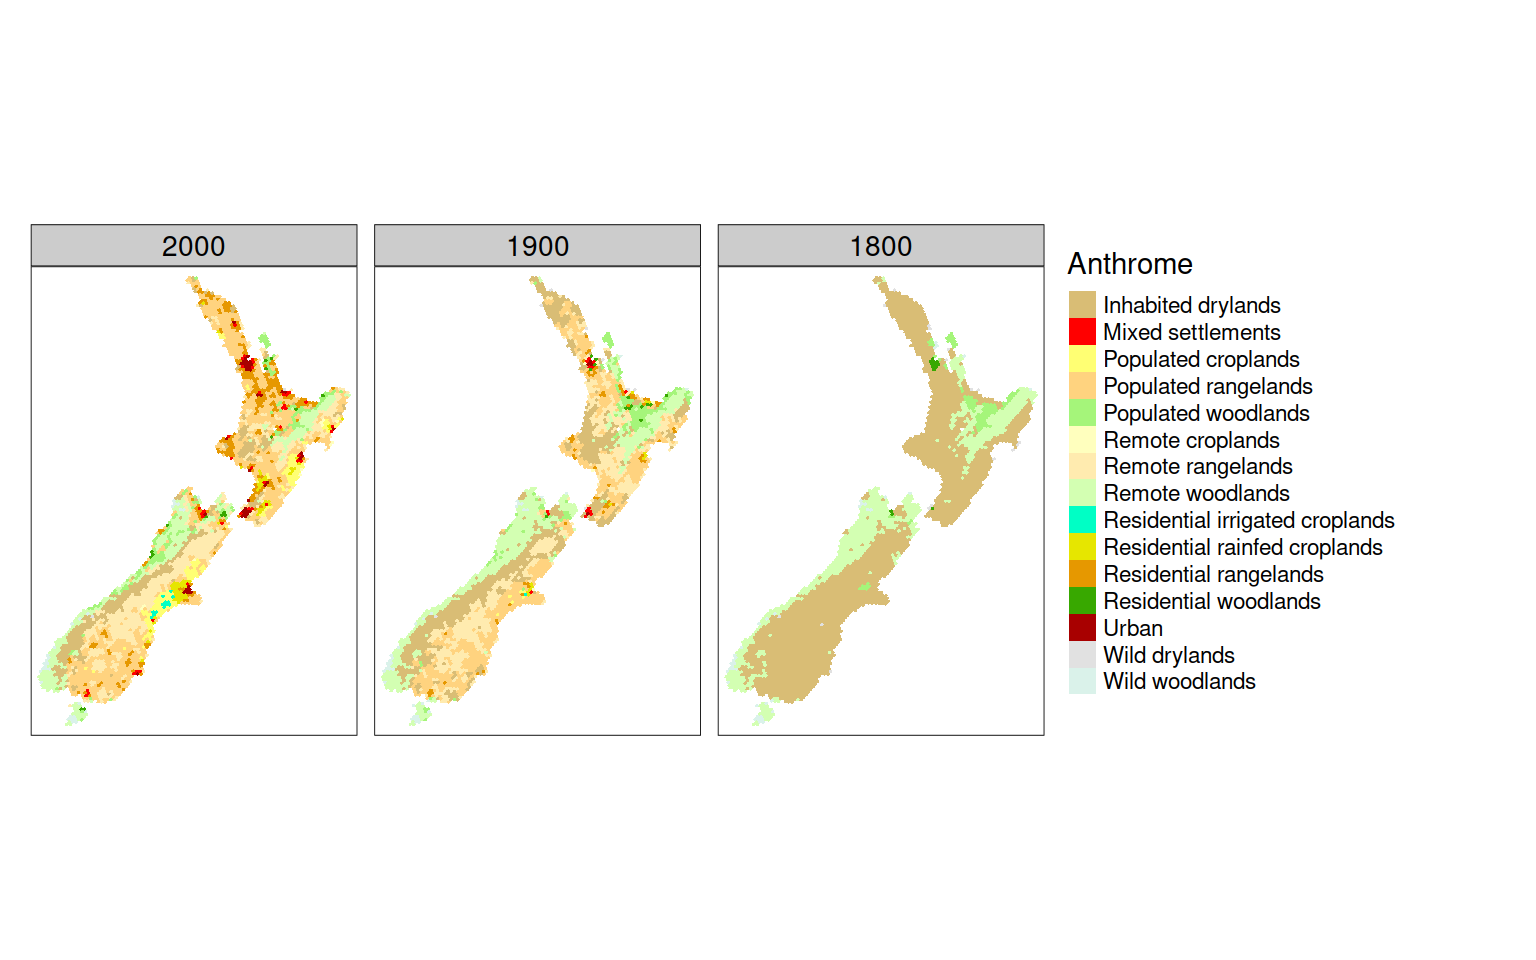 2000
1900
1800
Anthrome
Inhabited drylands
Mixed settlements
Populated croplands
Populated rangelands
Populated woodlands
Remote croplands
Remote rangelands
Remote woodlands
Residential irrigated croplands
Residential rainfed croplands
Residential rangelands
Residential woodlands
Urban
Wild drylands
Wild woodlands